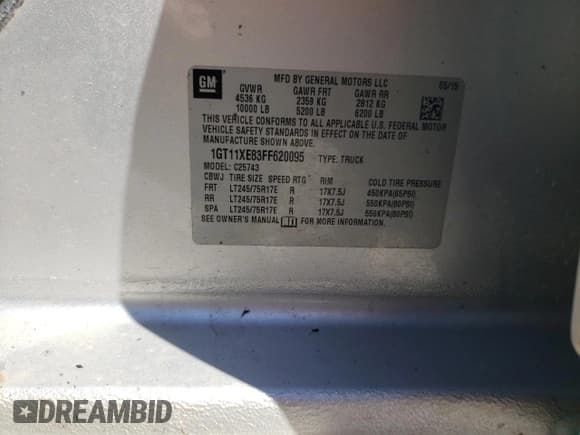 GM
MFD BY GENERAL MOTORS LLC 05/15
GVWR GAWR FRT GAWR RR
4536 KG 2359 KG 2812 KG
10000 LB 5200 LB 6200 LB
THIS VEHICLE CONFORMS TO ALL APPLICABLE U.S. FEDERAL MOTOR
VEHICLE SAFETY STANDARDS IN EFFECT ON THE DATE OF
MANUFACTURE SHOWN ABOVE.
1GT11XEB3FF620095 TYPE: TRUCK
MODEL: C25743
CBWJ TIRE SIZE SPEED RTG RIM COLD TIRE PRESSURE
FRT LT245/75R17E R 17X7.5J 450KPA(65PSI)
RR LT245/75R17E R 17X7.5J 550KPA(80PSI)
SPA LT245/75R17E R 17X7.5J 550KPA(80PSI)
SEE OWNER'S MANUAL FOR MORE INFORMATION.
DREAMBID